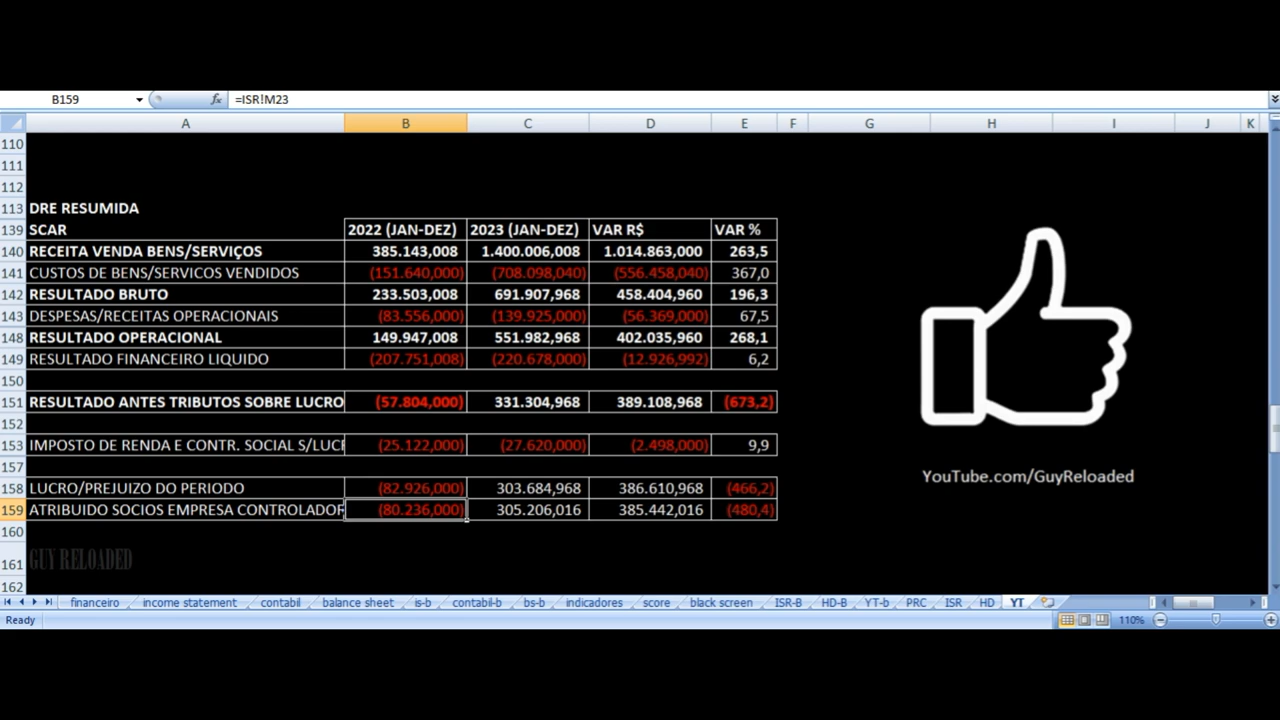 B159 fx =ISR!M23
A B C D E F G H I J K
110
111
112
113 DRE RESUMIDA
139 SCAR 2022 (JAN-DEZ) 2023 (JAN-DEZ) VAR R$ VAR %
140 RECEITA VENDA BENS/SERVIÇOS 385.143,008 1.400.006,008 1.014.863,000 263,5
141 CUSTOS DE BENS/SERVICOS VENDIDOS (151.640,000) (708.098,040) (556.458,040) 367,0
142 RESULTADO BRUTO 233.503,008 691.907,968 458.404,960 196,3
143 DESPESAS/RECEITAS OPERACIONAIS (83.556,000) (139.925,000) (56.369,000) 67,5
148 RESULTADO OPERACIONAL 149.947,008 551.982,968 402.035,960 268,1
149 RESULTADO FINANCEIRO LIQUIDO (207.751,008) (220.678,000) (12.926,992) 6,2
150
151 RESULTADO ANTES TRIBUTOS SOBRE LUCRO (57.804,000) 331.304,968 389.108,968 (673,2)
152
153 IMPOSTO DE RENDA E CONTR. SOCIAL S/LUCR (25.122,000) (27.620,000) (2.498,000) 9,9
157
158 LUCRO/PREJUIZO DO PERIODO (82.926,000) 303.684,968 386.610,968 (466,2)
159 ATRIBUIDO SOCIOS EMPRESA CONTROLADOR (80.236,000) 305.206,016 385.442,016 (480,4)
160
161 GUY RELOADED
162
YouTube.com/GuyReloaded
financeiro income statement contabil balance sheet is-b contabil-b bs-b indicadores score black screen ISR-B HD-B YT-b PRC ISR HD YT
Ready 110%